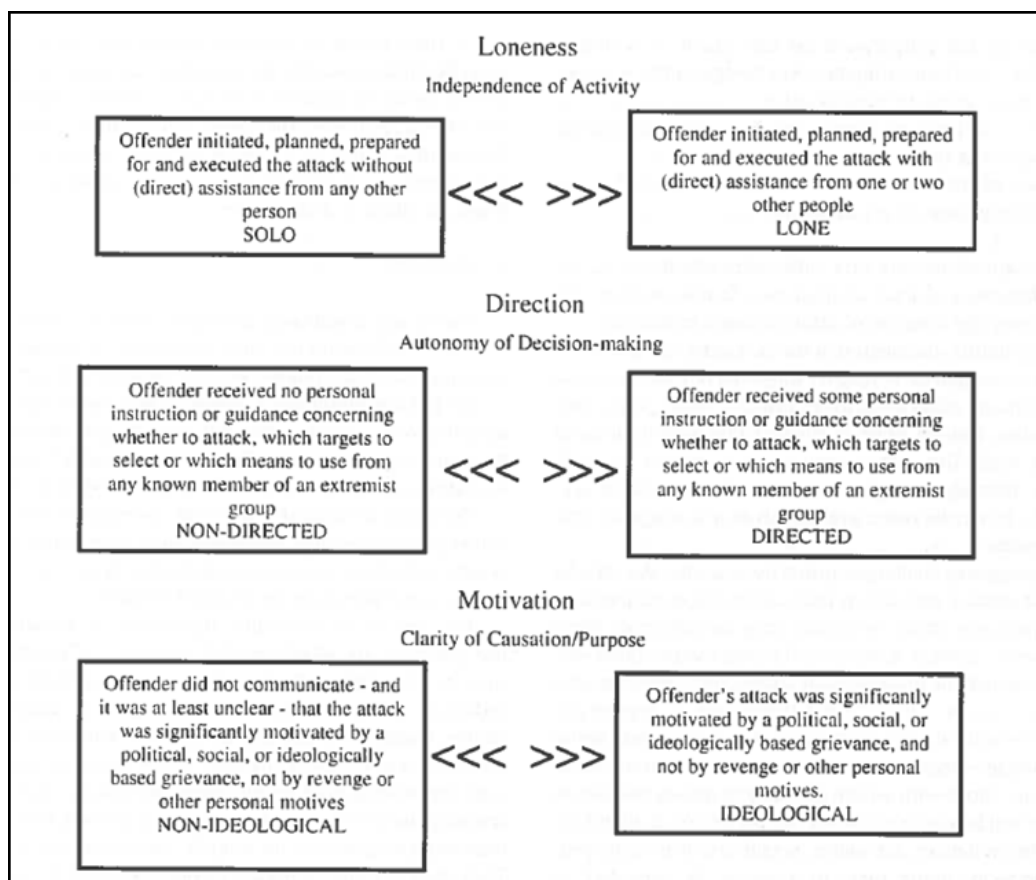 Loneness
Independence of Activity
Offender initiated, planned, prepared
for and executed the attack without
(direct) assistance from any other
person
SOLO
<<< >>>
Offender initiated, planned, prepared
for and executed the attack with
(direct) assistance from one or two
other people
LONE
Direction
Autonomy of Decision-making
Offender received no personal
instruction or guidance concerning
whether to attack, which targets to
select or which means to use from
any known member of an extremist
group
NON-DIRECTED
<<< >>>
Offender received some personal
instruction or guidance concerning
whether to attack, which targets to
select or which means to use from
any known member of an extremist
group
DIRECTED
Motivation
Clarity of Causation/Purpose
Offender did not communicate - and
it was at least unclear - that the attack
was significantly motivated by a
political, social, or ideologically
based grievance, not by revenge or
other personal motives
NON-IDEOLOGICAL
<<< >>>
Offender's attack was significantly
motivated by a political, social, or
ideologically based grievance, and
not by revenge or other personal
motives.
IDEOLOGICAL